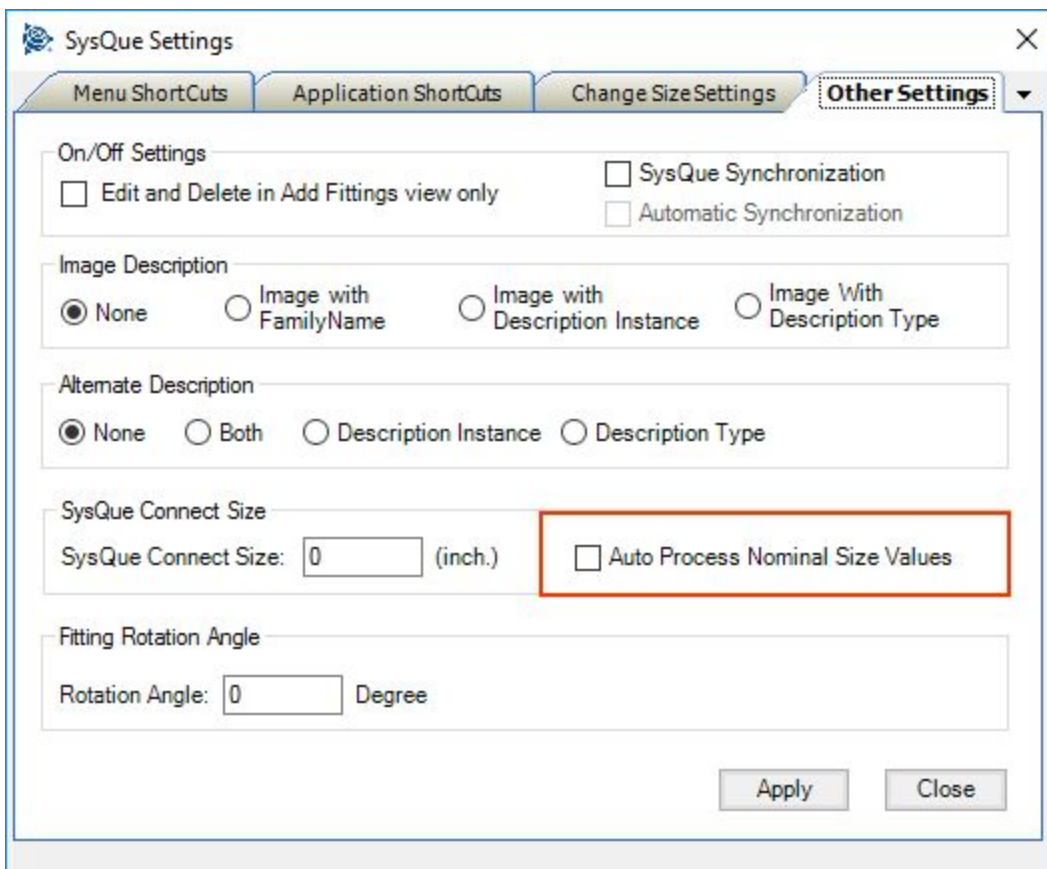 SysQue Settings
Menu ShortCuts
Application ShortCuts
Change Size Settings
Other Settings
On/Off Settings
Edit and Delete in Add Fittings view only
SysQue Synchronization
Automatic Synchronization
Image Description
None
Image with
FamilyName
Image with
Description Instance
Image With
Description Type
Alternate Description
None
Both
Description Instance
Description Type
SysQue Connect Size
SysQue Connect Size: 0 (inch.)
Auto Process Nominal Size Values
Fitting Rotation Angle
Rotation Angle: 0 Degree
Apply
Close